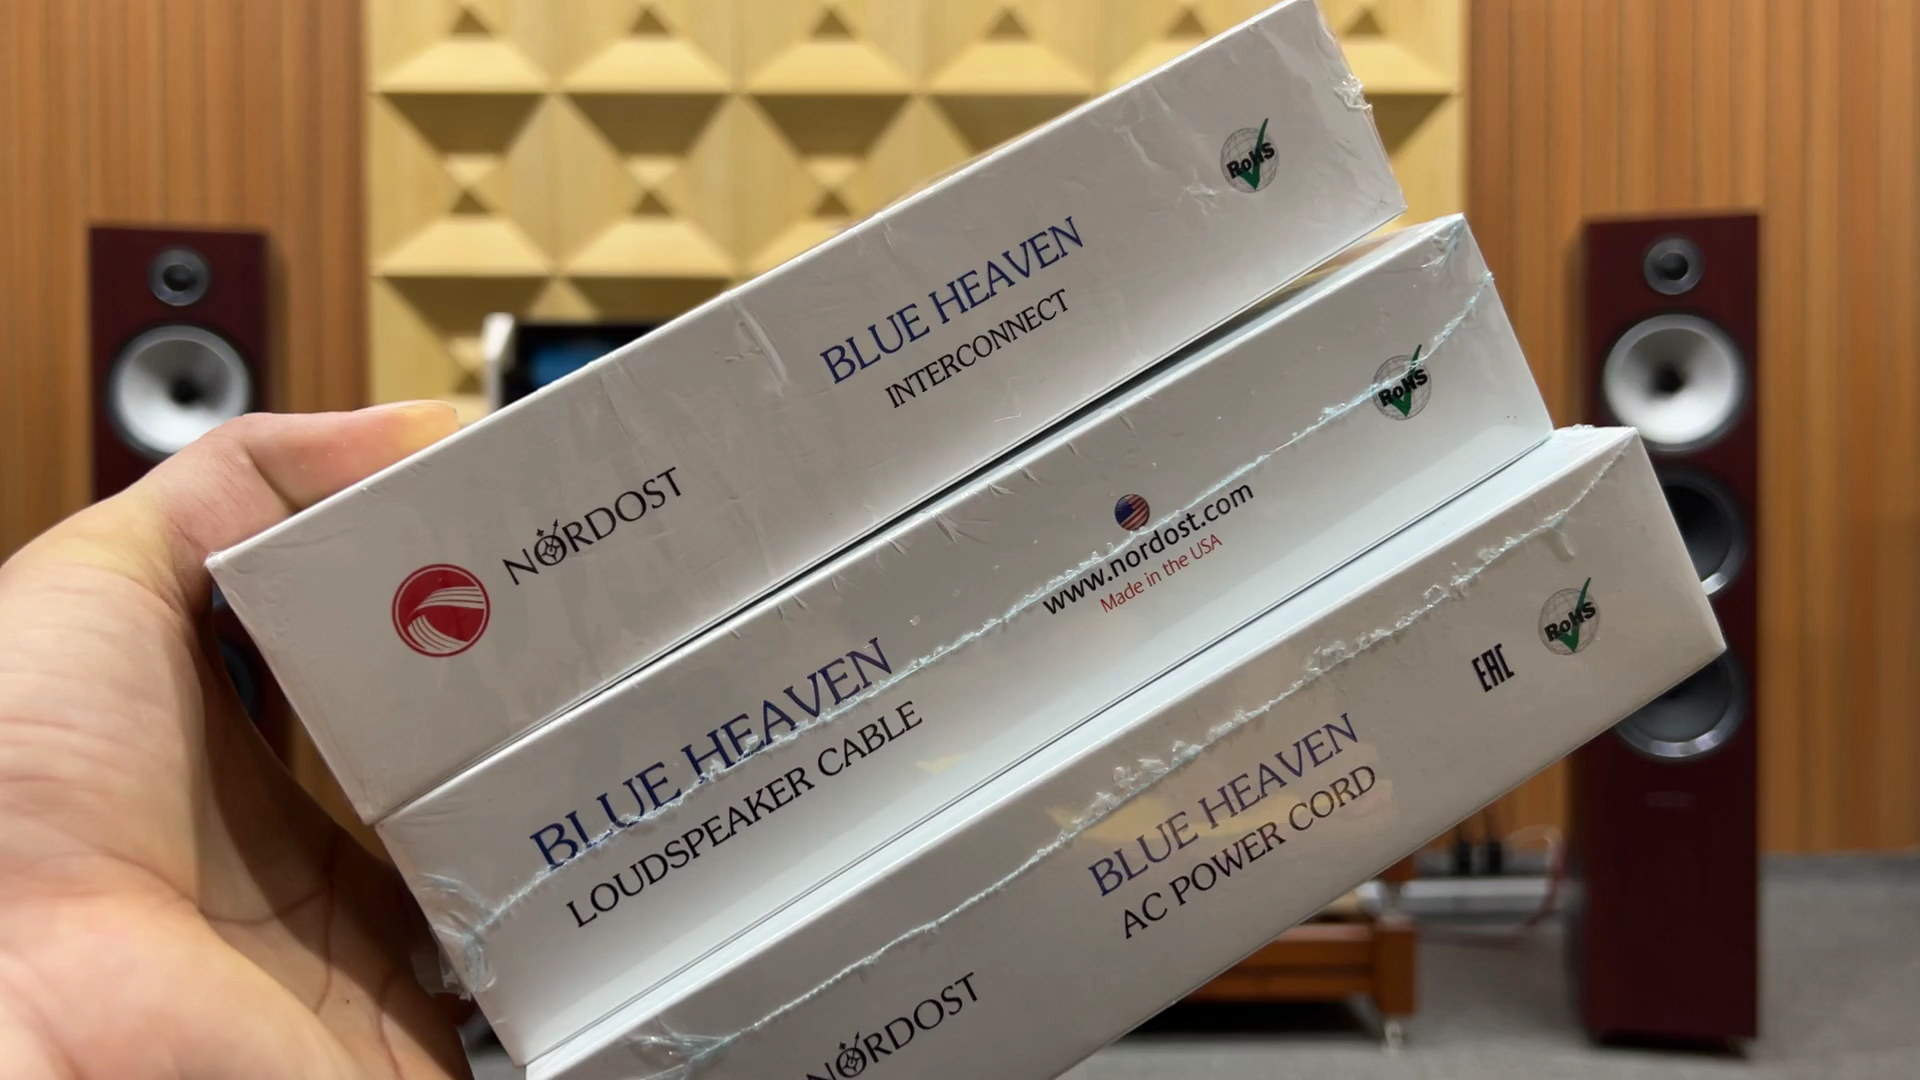 BLUE HEAVEN
INTERCONNECT
RoHS
NORDOST
BLUE HEAVEN
LOUDSPEAKER CABLE
www.nordost.com
Made in the USA
RoHS
NORDOST
BLUE HEAVEN
AC POWER CORD
EAC
RoHS